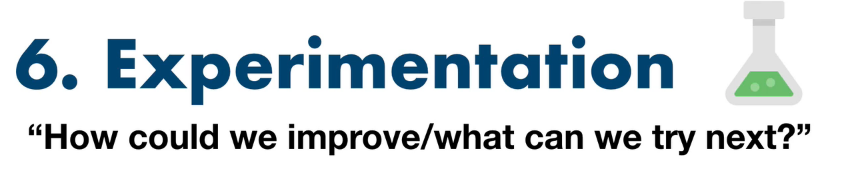 6. Experimentation
“How could we improve/what can we try next?”